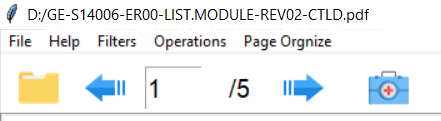 D:/GE-S14006-ER00-LIST.MODULE-REV02-CTLD.pdf
File Help Filters Operations Page Orgnize
1 /5